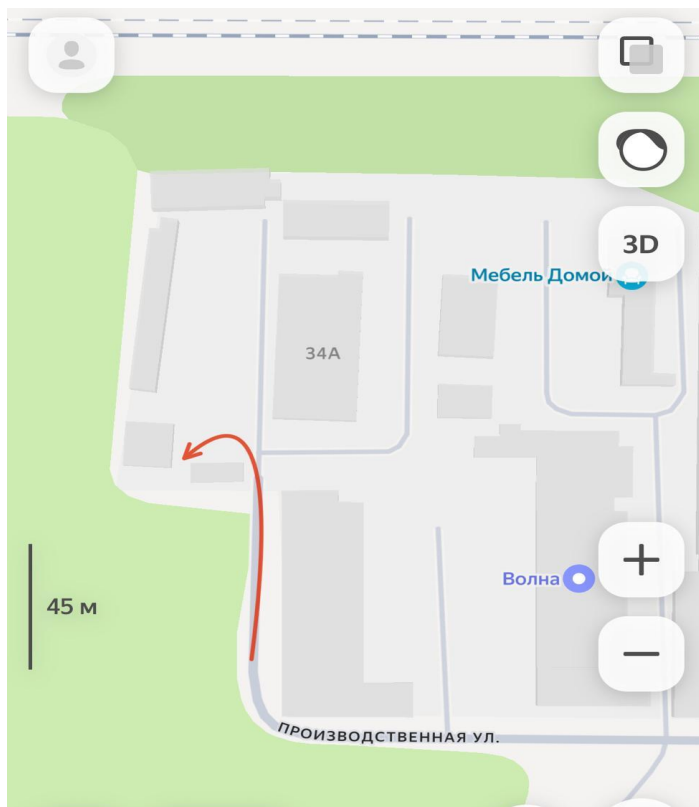 3D
Мебель Домой
34А
Волна
45 м
ПРОИЗВОДСТВЕННАЯ УЛ.